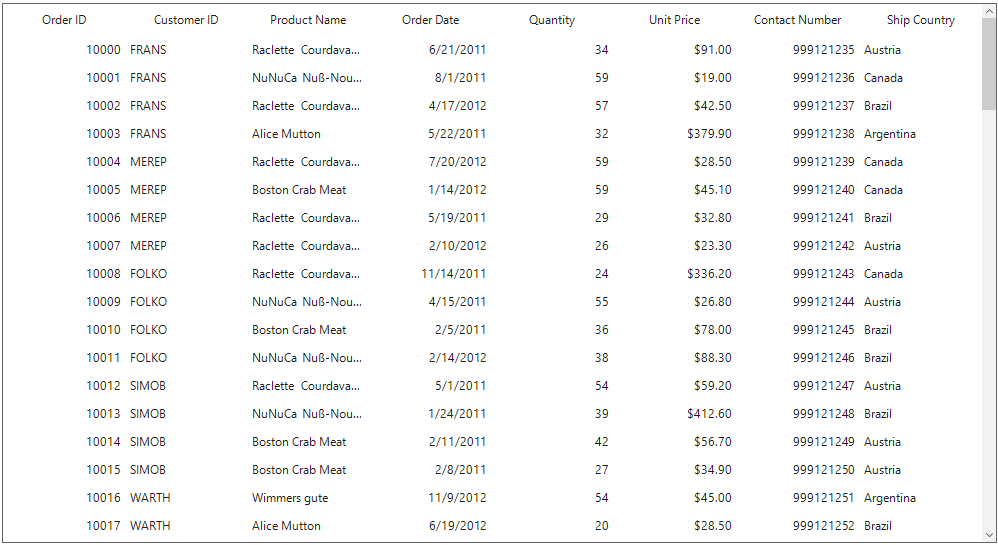 Order ID Customer ID Product Name Order Date Quantity Unit Price Contact Number Ship Country
10000 FRANS Raclette Courdava... 6/21/2011 34 $91.00 999121235 Austria
10001 FRANS NuNuCa Nuß-Nou... 8/1/2011 59 $19.00 999121236 Canada
10002 FRANS Raclette Courdava... 4/17/2012 57 $42.50 999121237 Brazil
10003 FRANS Alice Mutton 5/22/2011 32 $379.90 999121238 Argentina
10004 MEREP Raclette Courdava... 7/20/2012 59 $28.50 999121239 Canada
10005 MEREP Boston Crab Meat 1/14/2012 59 $45.10 999121240 Canada
10006 MEREP Raclette Courdava... 5/19/2011 29 $32.80 999121241 Brazil
10007 MEREP Raclette Courdava... 2/10/2012 26 $23.30 999121242 Austria
10008 FOLKO Raclette Courdava... 11/14/2011 24 $336.20 999121243 Canada
10009 FOLKO NuNuCa Nuß-Nou... 4/15/2011 55 $26.80 999121244 Austria
10010 FOLKO Boston Crab Meat 2/5/2011 36 $78.00 999121245 Brazil
10011 FOLKO NuNuCa Nuß-Nou... 2/14/2012 38 $88.30 999121246 Brazil
10012 SIMOB Raclette Courdava... 5/1/2011 54 $59.20 999121247 Austria
10013 SIMOB NuNuCa Nuß-Nou... 1/24/2011 39 $412.60 999121248 Brazil
10014 SIMOB Boston Crab Meat 2/11/2011 42 $56.70 999121249 Austria
10015 SIMOB Boston Crab Meat 2/8/2011 27 $34.90 999121250 Austria
10016 WARTH Wimmers gute 11/9/2012 54 $45.00 999121251 Argentina
10017 WARTH Alice Mutton 6/19/2012 20 $28.50 999121252 Brazil